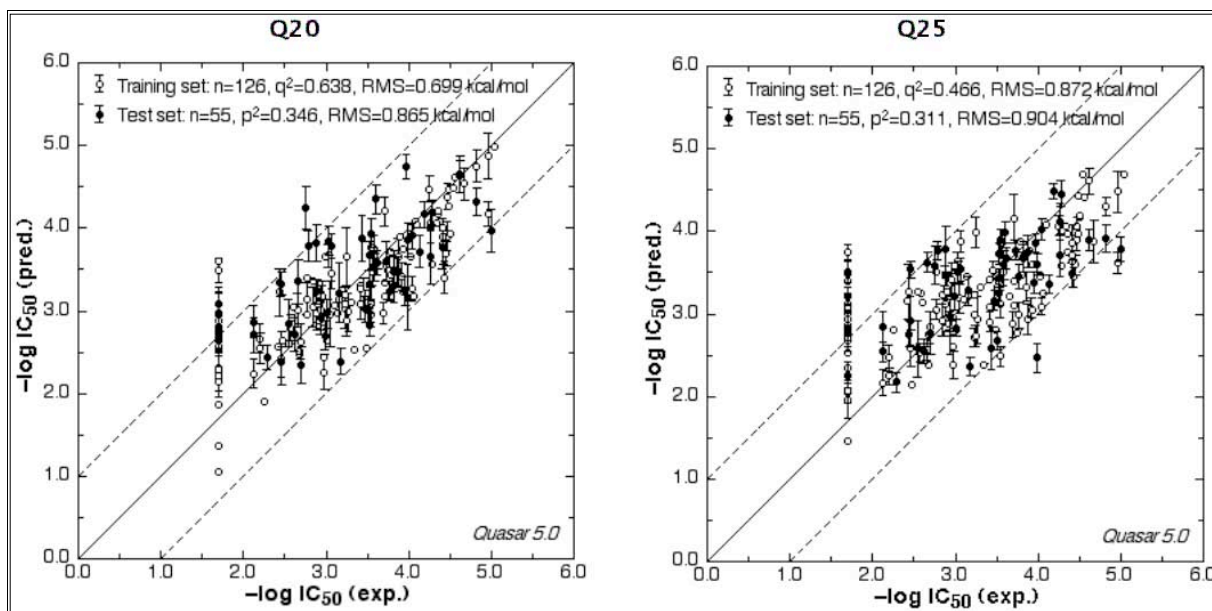 Q20
6.0
5.0
4.0
3.0
2.0
1.0
0.0
–log IC50 (pred.)
Training set: n=126, q²=0.638, RMS=0.699 kcal/mol
Test set: n=55, p²=0.346, RMS=0.865 kcal/mol
Quasar 5.0
0.0 1.0 2.0 3.0 4.0 5.0 6.0
–log IC50 (exp.)
Q25
6.0
5.0
4.0
3.0
2.0
1.0
0.0
–log IC50 (pred.)
Training set: n=126, q²=0.466, RMS=0.872 kcal/mol
Test set: n=55, p²=0.311, RMS=0.904 kcal/mol
Quasar 5.0
0.0 1.0 2.0 3.0 4.0 5.0 6.0
–log IC50 (exp.)